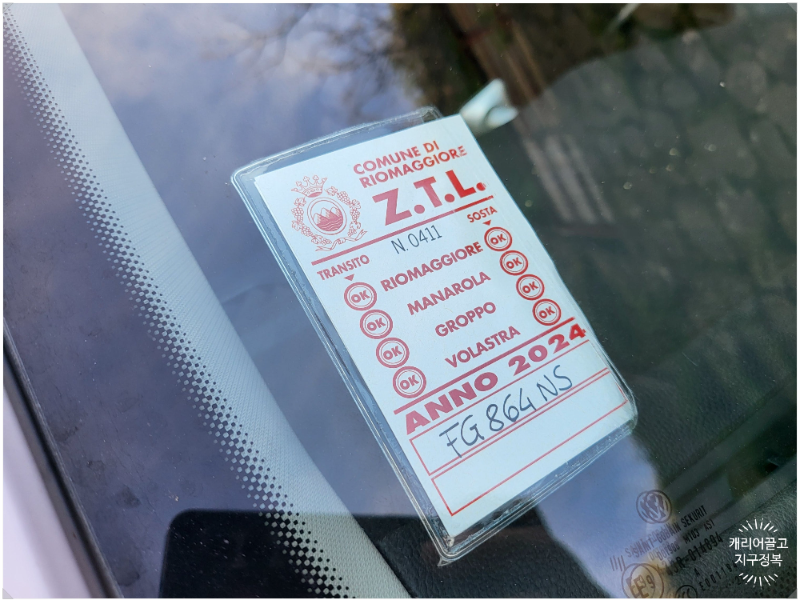 COMUNE DI
RIOMAGGIORE
Z.T.L.
N. 0411
TRANSITO SOSTA
OK RIOMAGGIORE OK
OK MANAROLA OK
OK GROPPO OK
OK VOLASTRA OK
ANNO 2024
FG 864 NS
SEKURIT
캐리어끌고
지구정복